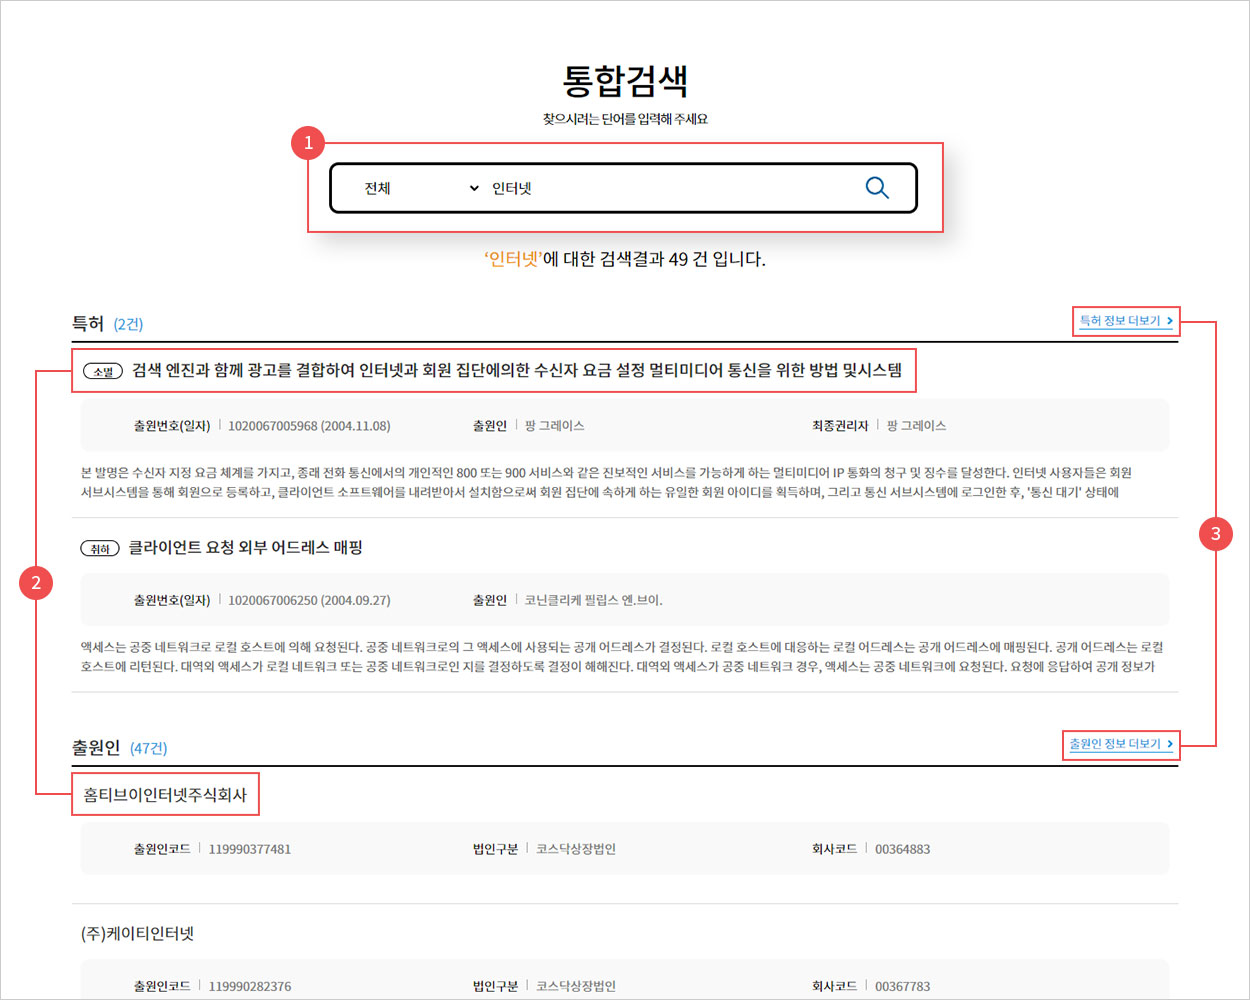 통합검색
찾으시려는 단어를 입력해 주세요
1
전체 인터넷
‘인터넷’에 대한 검색결과 49 건 입니다.
특허 (2건) 특허 정보 더보기
소멸 검색 엔진과 함께 광고를 결합하여 인터넷과 회원 집단에의한 수신자 요금 설정 멀티미디어 통신을 위한 방법 및시스템
출원번호(일자) 1020067005968 (2004.11.08) 출원인 팡 그레이스 최종권리자 팡 그레이스
본 발명은 수신자 지정 요금 체계를 가지고, 종래 전화 통신에서의 개인적인 800 또는 900 서비스와 같은 진보적인 서비스를 가능하게 하는 멀티미디어 IP 통화의 청구 및 징수를 달성한다. 인터넷 사용자들은 회원
서브시스템을 통해 회원으로 등록하고, 클라이언트 소프트웨어를 내려받아서 설치함으로써 회원 집단에 속하게 하는 유일한 회원 아이디를 획득하며, 그리고 통신 서브시스템에 로그인한 후, '통신 대기' 상태에
3
취하 클라이언트 요청 외부 어드레스 매핑
2
출원번호(일자) 1020067006250 (2004.09.27) 출원인 코닌클리케 필립스 엔.브이.
액세스는 공중 네트워크로 로컬 호스트에 의해 요청된다. 공중 네트워크로의 그 액세스에 사용되는 공개 어드레스가 결정된다. 로컬 호스트에 대응하는 로컬 어드레스는 공개 어드레스에 매핑된다. 공개 어드레스는 로컬
호스트에 리턴된다. 대역외 액세스가 로컬 네트워크 또는 공중 네트워크로인 지를 결정하도록 결정이 해해진다. 대역외 액세스가 공중 네트워크 경우, 액세스는 공중 네트워크에 요청된다. 요청에 응답하여 공개 정보가
출원인 (47건) 출원인 정보 더보기
홈티브이인터넷주식회사
출원인코드 119990377481 법인구분 코스닥상장법인 회사코드 00364883
(주)케이티인터넷
출원인코드 119990282376 법인구분 코스닥상장법인 회사코드 00367783